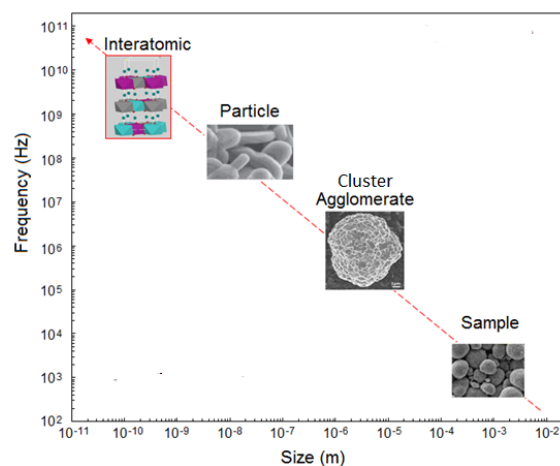 10¹¹
Interatomic
10¹⁰
10⁹
Particle
10⁸
Frequency (Hz)
10⁷
Cluster
Agglomerate
10⁶
10⁵
10⁴
Sample
10³
10²
10⁻¹¹ 10⁻¹⁰ 10⁻⁹ 10⁻⁸ 10⁻⁷ 10⁻⁶ 10⁻⁵ 10⁻⁴ 10⁻³ 10⁻²
Size (m)